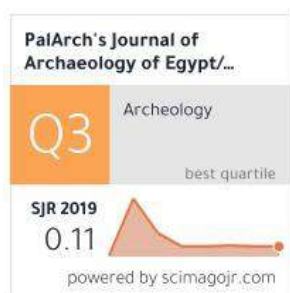 PalArch's Journal of
Archaeology of Egypt/...
Q3
Archeology
best quartile
SJR 2019
0.11
powered by scimagojr.com